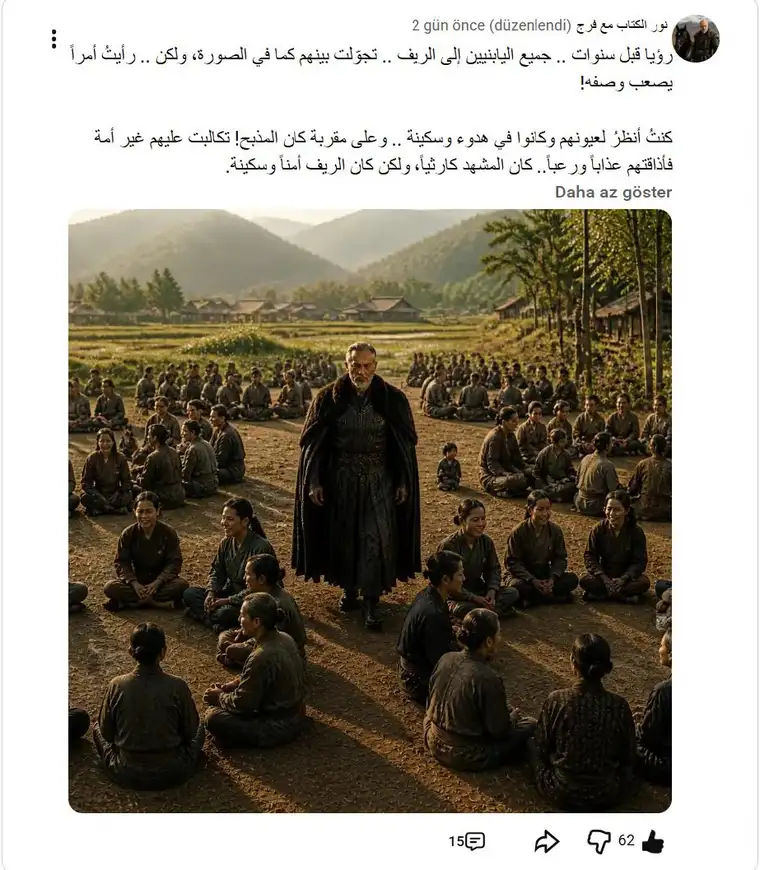 نور الكتاب مع فرج 2 gün önce (düzenlendi)
رؤيا قبل سنوات .. جميع اليابنيين إلى الريف .. تجوّلت بينهم كما في الصورة، ولكن .. رأيتُ أمراً
يصعب وصفه!
كنتُ أنظرُ لعيونهم وكانوا في هدوء وسكينة .. وعلى مقربة كان المذبح! تكالبت عليهم غير أمة
فأذاقتهم عذاباً ورعباً.. كان المشهد كارثياً، ولكن كان الريف أمناً وسكينة.
Daha az göster
62 15